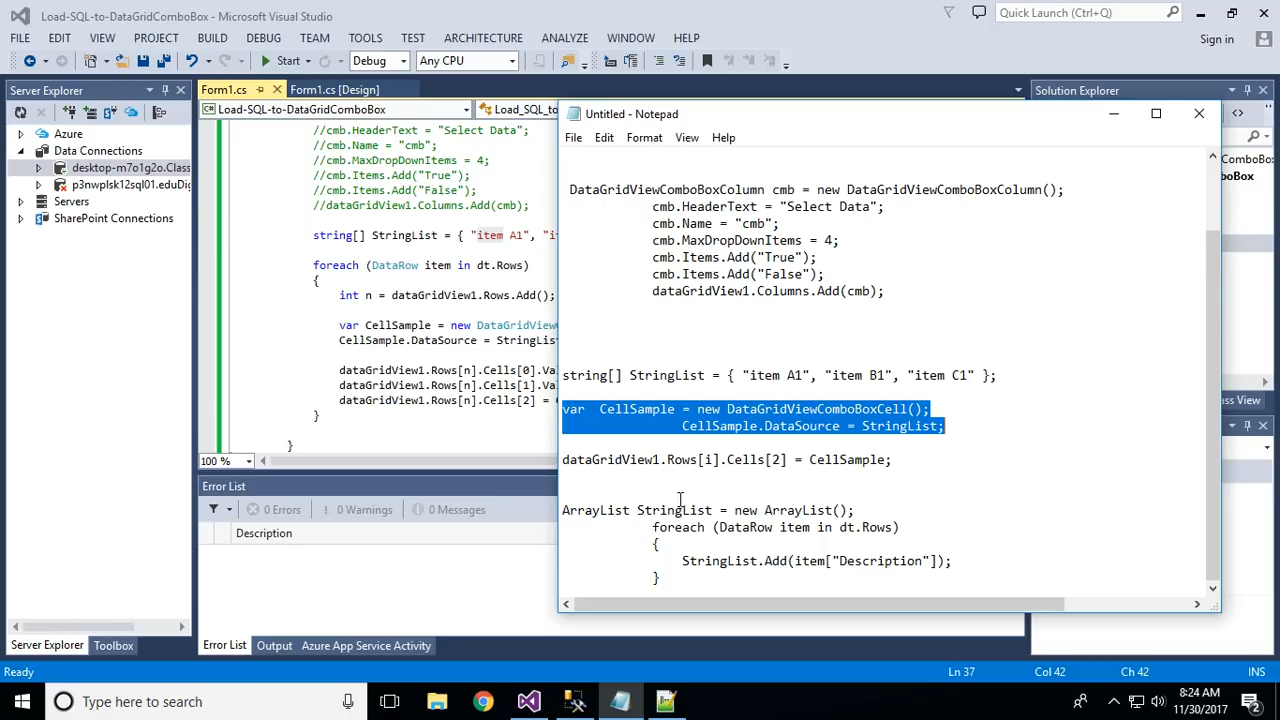 Load-SQL-to-DataGridComboBox - Microsoft Visual Studio
Quick Launch (Ctrl+Q)
FILE EDIT VIEW PROJECT BUILD DEBUG TEAM TOOLS TEST ARCHITECTURE ANALYZE WINDOW HELP
Sign in
Start Debug Any CPU
Server Explorer
Form1.cs Form1.cs [Design]
Solution Explorer
Load-SQL-to-DataGridComboBox Load_SQL_to
Azure
Data Connections
desktop-m7o1g2o.Class
p3nwplsk12sql01.eduDig
Servers
SharePoint Connections
//cmb.HeaderText = "Select Data";
//cmb.Name = "cmb";
//cmb.MaxDropDownItems = 4;
//cmb.Items.Add("True");
//cmb.Items.Add("False");
//dataGridView1.Columns.Add(cmb);
string[] StringList = { "item A1", "it
foreach (DataRow item in dt.Rows)
{
int n = dataGridView1.Rows.Add();
var CellSample = new DataGridViewC
CellSample.DataSource = StringList
dataGridView1.Rows[n].Cells[0].Val
dataGridView1.Rows[n].Cells[1].Val
dataGridView1.Rows[n].Cells[2] = C
}
}
100 %
Untitled - Notepad
File Edit Format View Help
DataGridViewComboBoxColumn cmb = new DataGridViewComboBoxColumn();
cmb.HeaderText = "Select Data";
cmb.Name = "cmb";
cmb.MaxDropDownItems = 4;
cmb.Items.Add("True");
cmb.Items.Add("False");
dataGridView1.Columns.Add(cmb);
string[] StringList = { "item A1", "item B1", "item C1" };
var  CellSample = new DataGridViewComboBoxCell();
CellSample.DataSource = StringList;
dataGridView1.Rows[i].Cells[2] = CellSample;
ArrayList StringList = new ArrayList();
foreach (DataRow item in dt.Rows)
{
StringList.Add(item["Description"]);
}
Error List
0 Errors 0 Warnings 0 Messages
Description
Server Explorer Toolbox
Error List Output Azure App Service Activity
Ready Ln 37 Col 42 Ch 42 INS
Type here to search
8:24 AM
11/30/2017
2